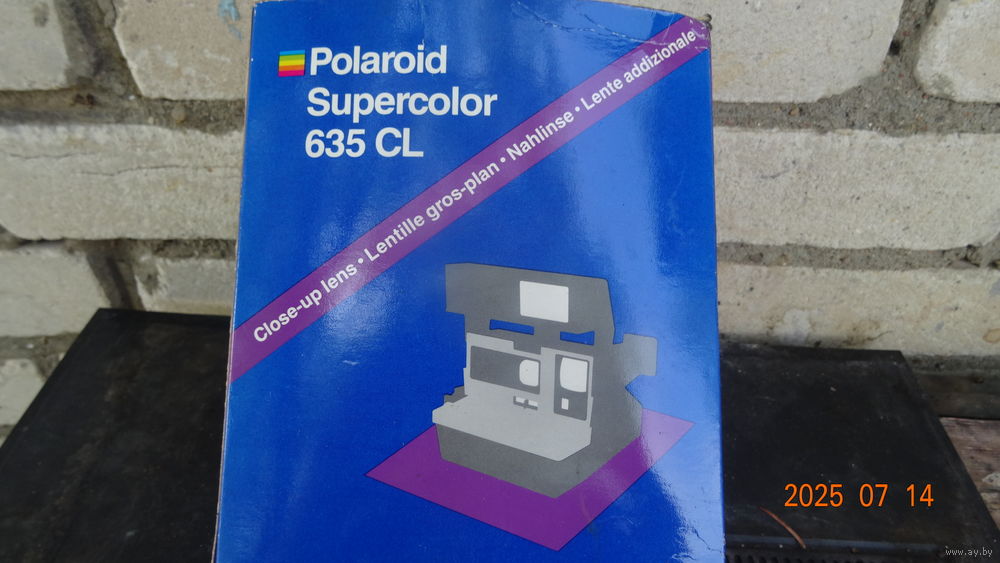 Polaroid
Supercolor
635 CL
Close-up lens • Lentille gros-plan • Nahlinse • Lente addizionale
2025 07 14
www.ay.by